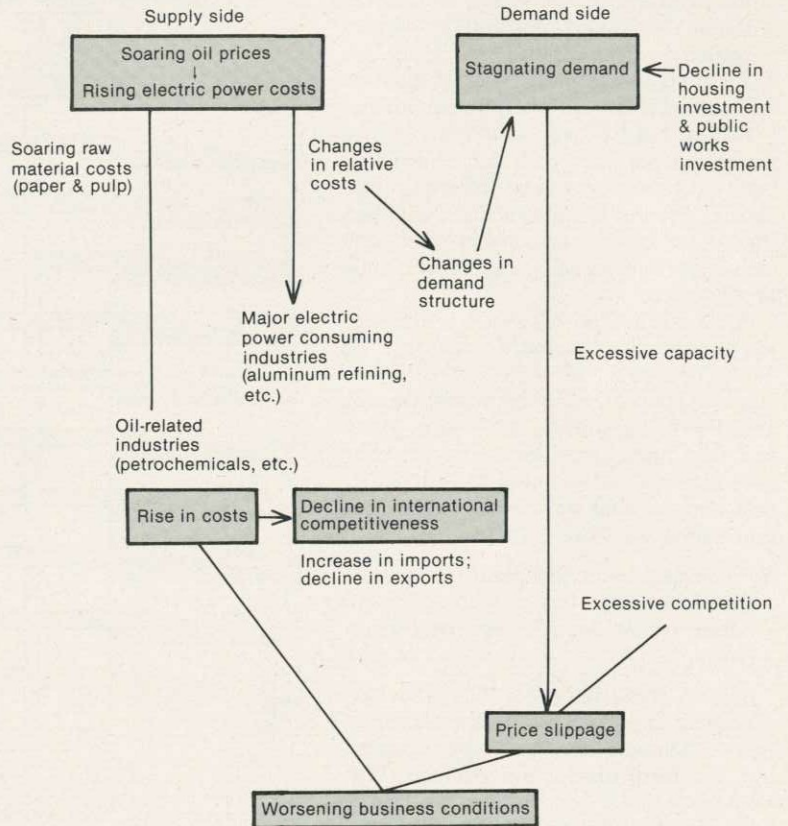 Supply side
Demand side
Soaring oil prices
↓
Rising electric power costs
Stagnating demand
Decline in
housing
investment
& public
works
investment
Soaring raw
material costs
(paper & pulp)
Changes
in relative
costs
Changes in
demand
structure
Major electric
power consuming
industries
(aluminum refining,
etc.)
Excessive capacity
Oil-related
industries
(petrochemicals, etc.)
Rise in costs
Decline in international
competitiveness
Increase in imports;
decline in exports
Excessive competition
Price slippage
Worsening business conditions